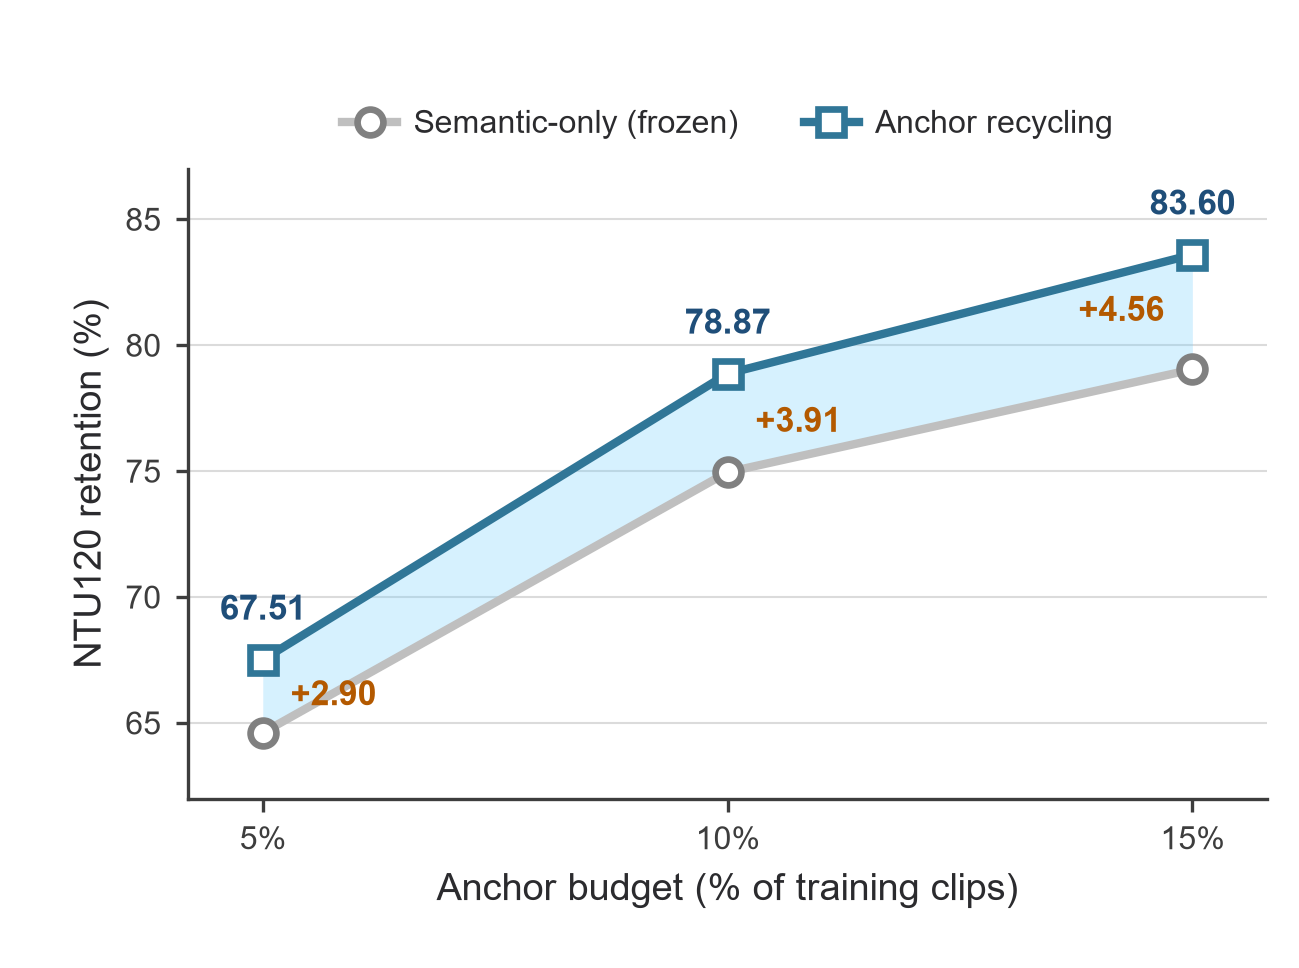 Semantic-only (frozen) Anchor recycling
NTU120 retention (%)
85
80
75
70
65
83.60
+4.56
78.87
+3.91
67.51
+2.90
5% 10% 15%
Anchor budget (% of training clips)